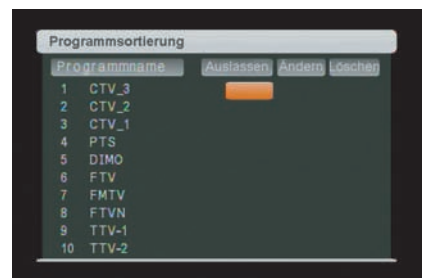 Programmsortierung
Programmname Auslassen Ändern Löschen
1 CTV_3
2 CTV_2
3 CTV_1
4 PTS
5 DIMO
6 FTV
7 FMTV
8 FTVN
9 TTV-1
10 TTV-2